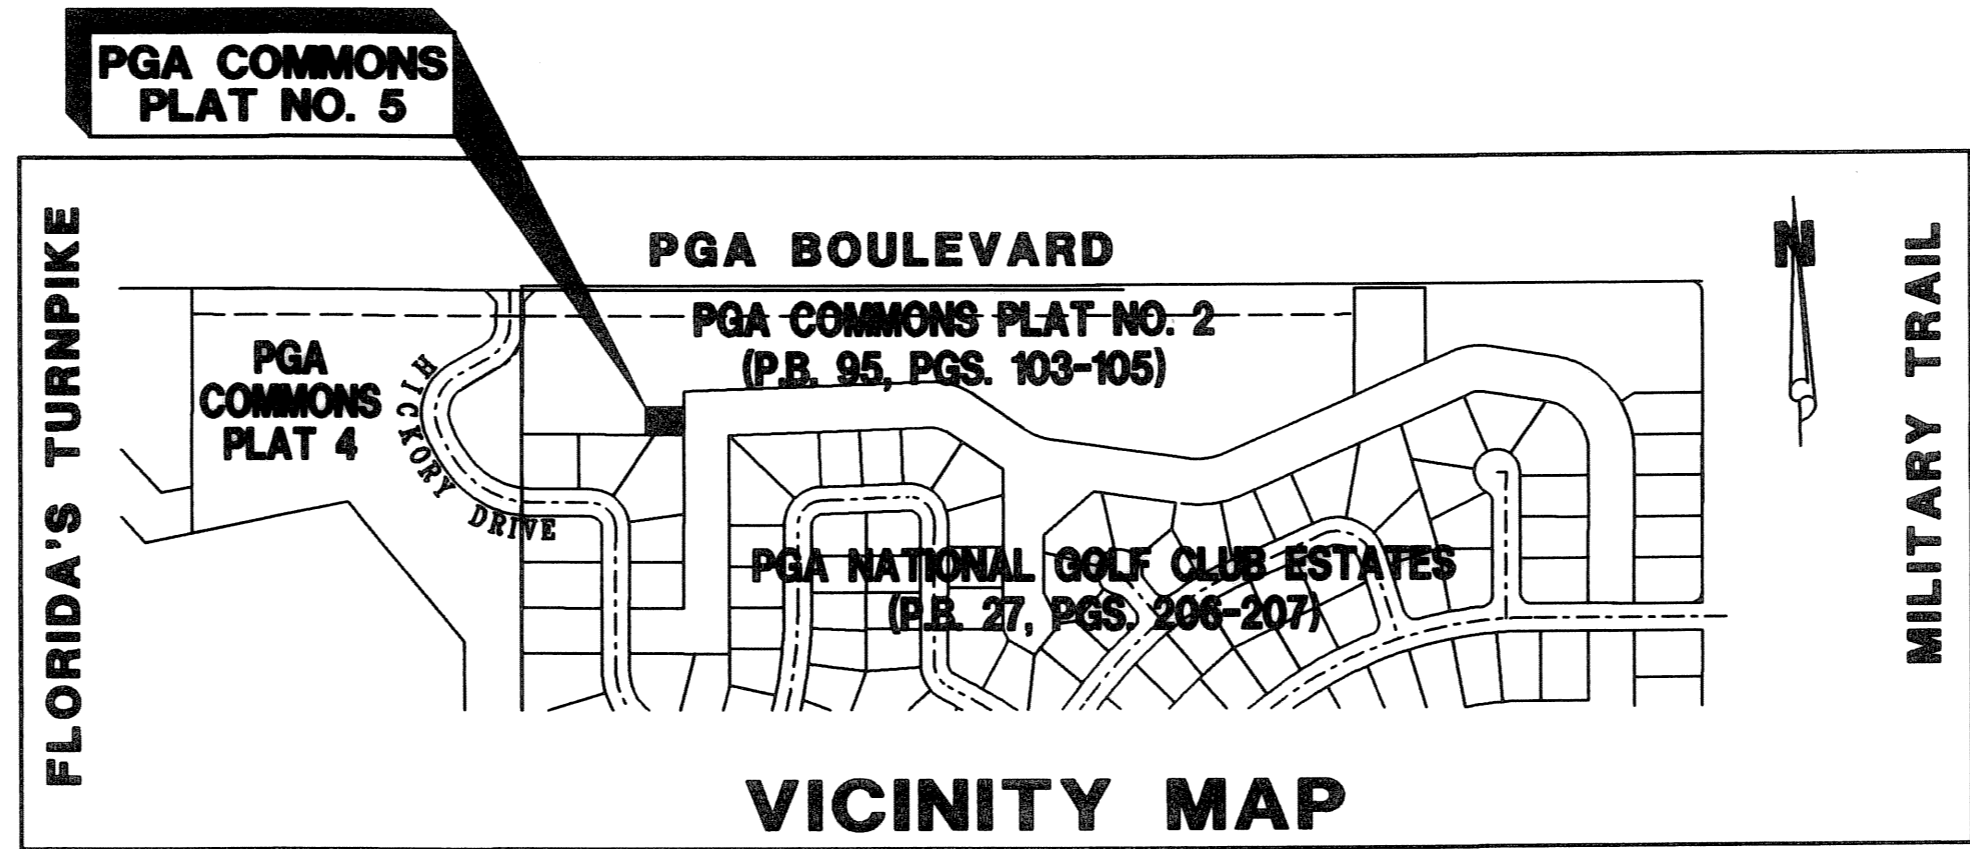 PGA COMMONS
PLAT NO. 5
PGA BOULEVARD
N
FLORIDA'S TURNPIKE
MILITARY TRAIL
PGA COMMONS PLAT NO. 2
(P.B. 95, PGS. 103-105)
PGA
COMMONS
PLAT 4
HICKORY DRIVE
PGA NATIONAL GOLF CLUB ESTATES
(P.B. 27, PGS. 206-207)
VICINITY MAP